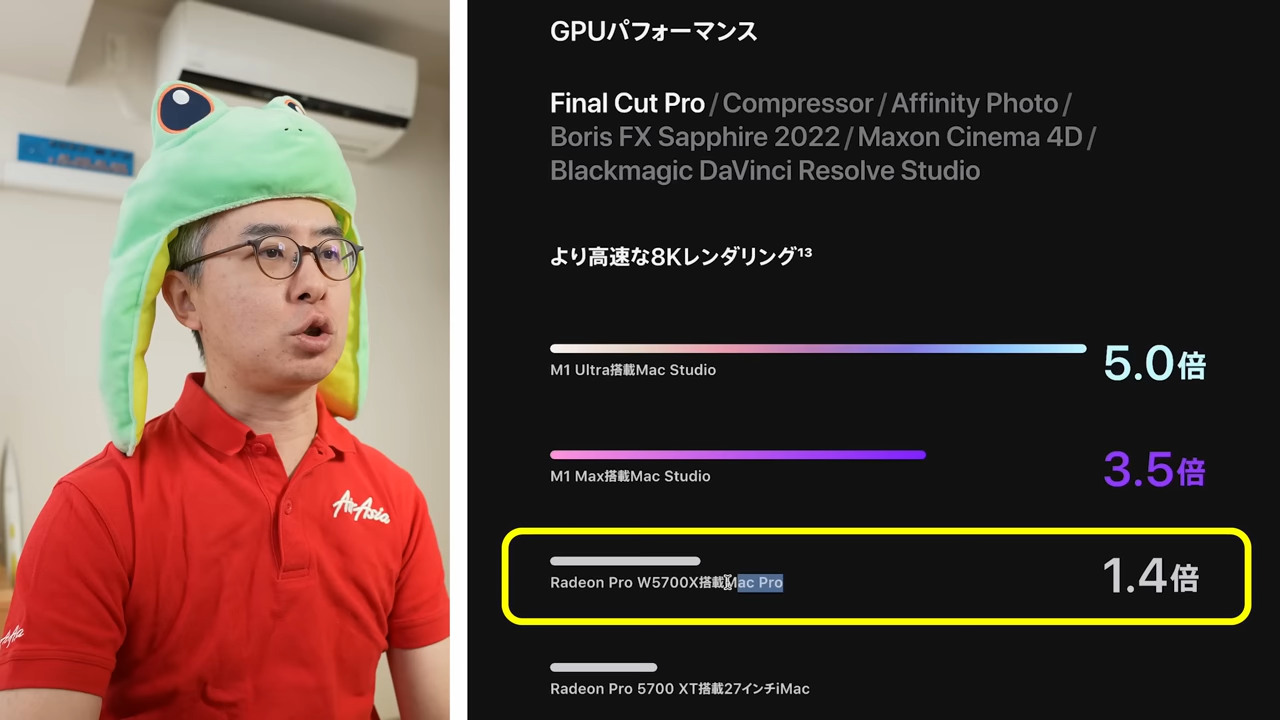 AirAsia
AirAsia
GPUパフォーマンス
Final Cut Pro / Compressor / Affinity Photo /
Boris FX Sapphire 2022 / Maxon Cinema 4D /
Blackmagic DaVinci Resolve Studio
より高速な8Kレンダリング¹³
5.0倍
M1 Ultra搭載Mac Studio
3.5倍
M1 Max搭載Mac Studio
1.4倍
Radeon Pro W5700X搭載Mac Pro
Radeon Pro 5700 XT搭載27インチiMac